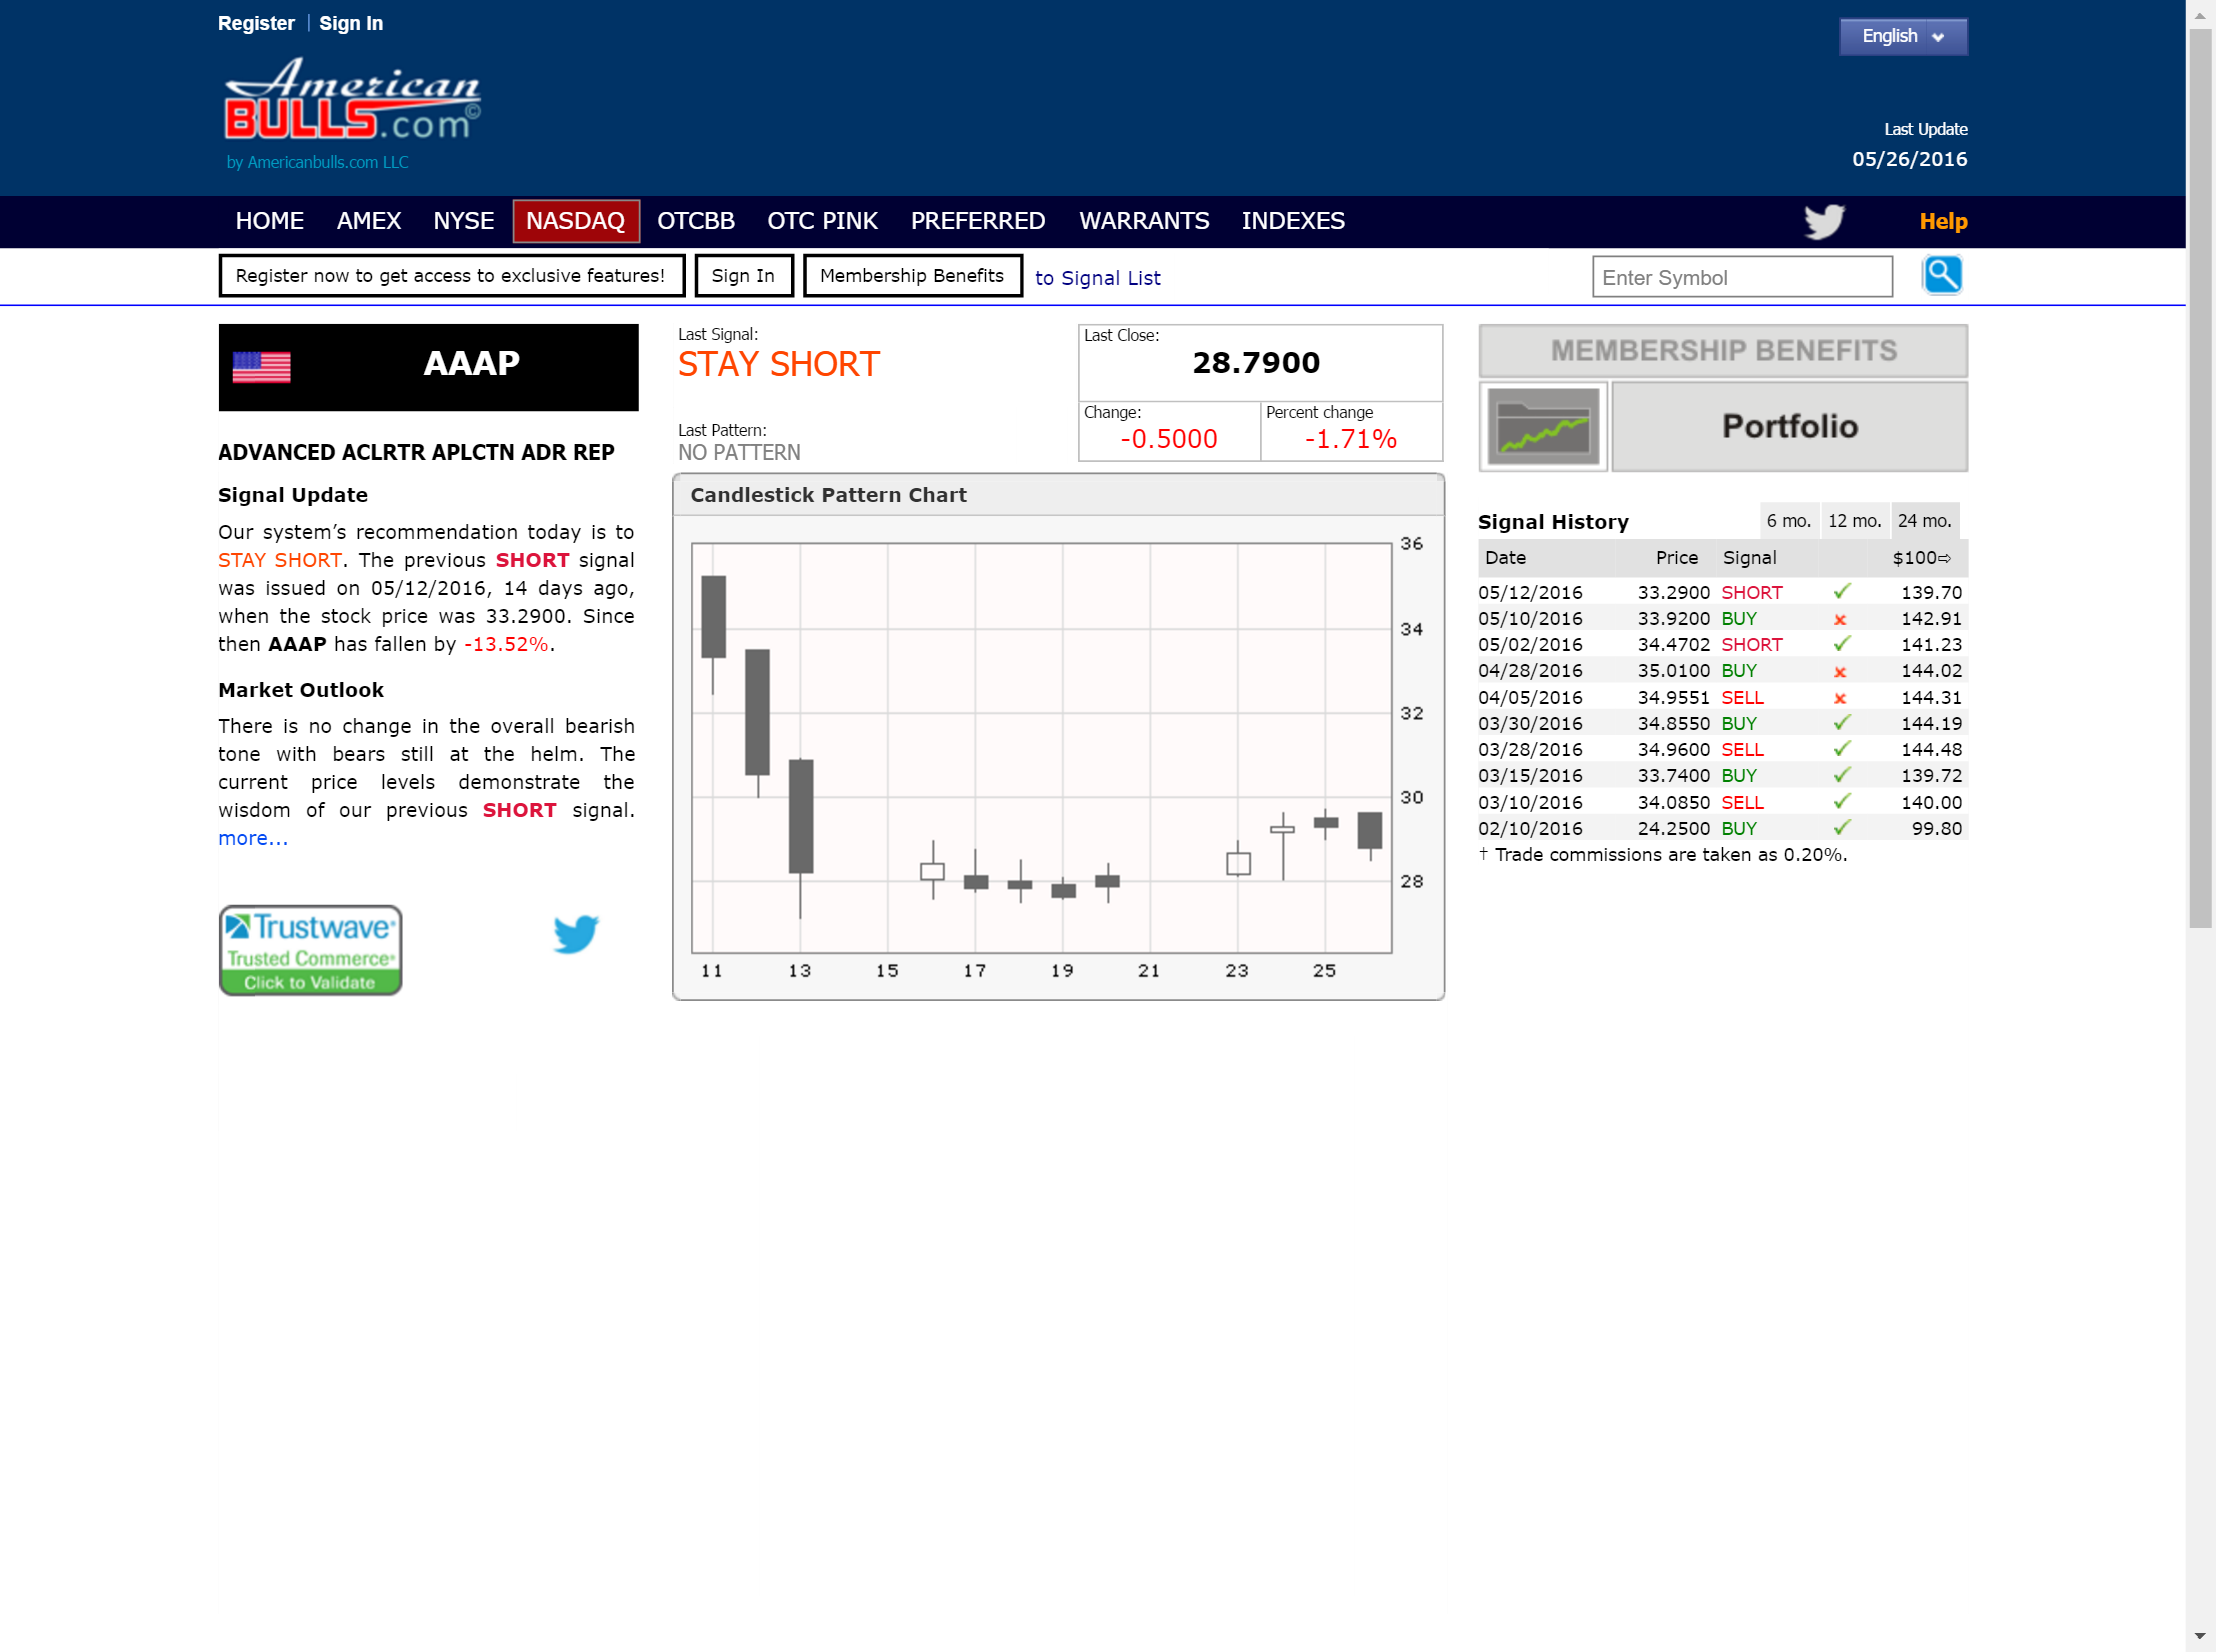 Register | Sign In
English
American
BULLS.com©
by Americanbulls.com LLC
Last Update
05/26/2016
HOME AMEX NYSE NASDAQ OTCBB OTC PINK PREFERRED WARRANTS INDEXES Help
Register now to get access to exclusive features! Sign In Membership Benefits to Signal List Enter Symbol
AAAP
ADVANCED ACLRTR APLCTN ADR REP
Signal Update
Our system's recommendation today is to
STAY SHORT. The previous SHORT signal
was issued on 05/12/2016, 14 days ago,
when the stock price was 33.2900. Since
then AAAP has fallen by -13.52%.
Market Outlook
There is no change in the overall bearish
tone with bears still at the helm. The
current price levels demonstrate the
wisdom of our previous SHORT signal.
more...
Trustwave®
Trusted Commerce®
Click to Validate
Last Signal:
STAY SHORT
Last Pattern:
NO PATTERN
Last Close:
28.7900
Change: Percent change
-0.5000 -1.71%
Candlestick Pattern Chart
36
34
32
30
28
11 13 15 17 19 21 23 25
MEMBERSHIP BENEFITS
Portfolio
Signal History 6 mo. 12 mo. 24 mo.
Date Price Signal $100⇨
05/12/2016 33.2900 SHORT 139.70
05/10/2016 33.9200 BUY 142.91
05/02/2016 34.4702 SHORT 141.23
04/28/2016 35.0100 BUY 144.02
04/05/2016 34.9551 SELL 144.31
03/30/2016 34.8550 BUY 144.19
03/28/2016 34.9600 SELL 144.48
03/15/2016 33.7400 BUY 139.72
03/10/2016 34.0850 SELL 140.00
02/10/2016 24.2500 BUY 99.80
† Trade commissions are taken as 0.20%.